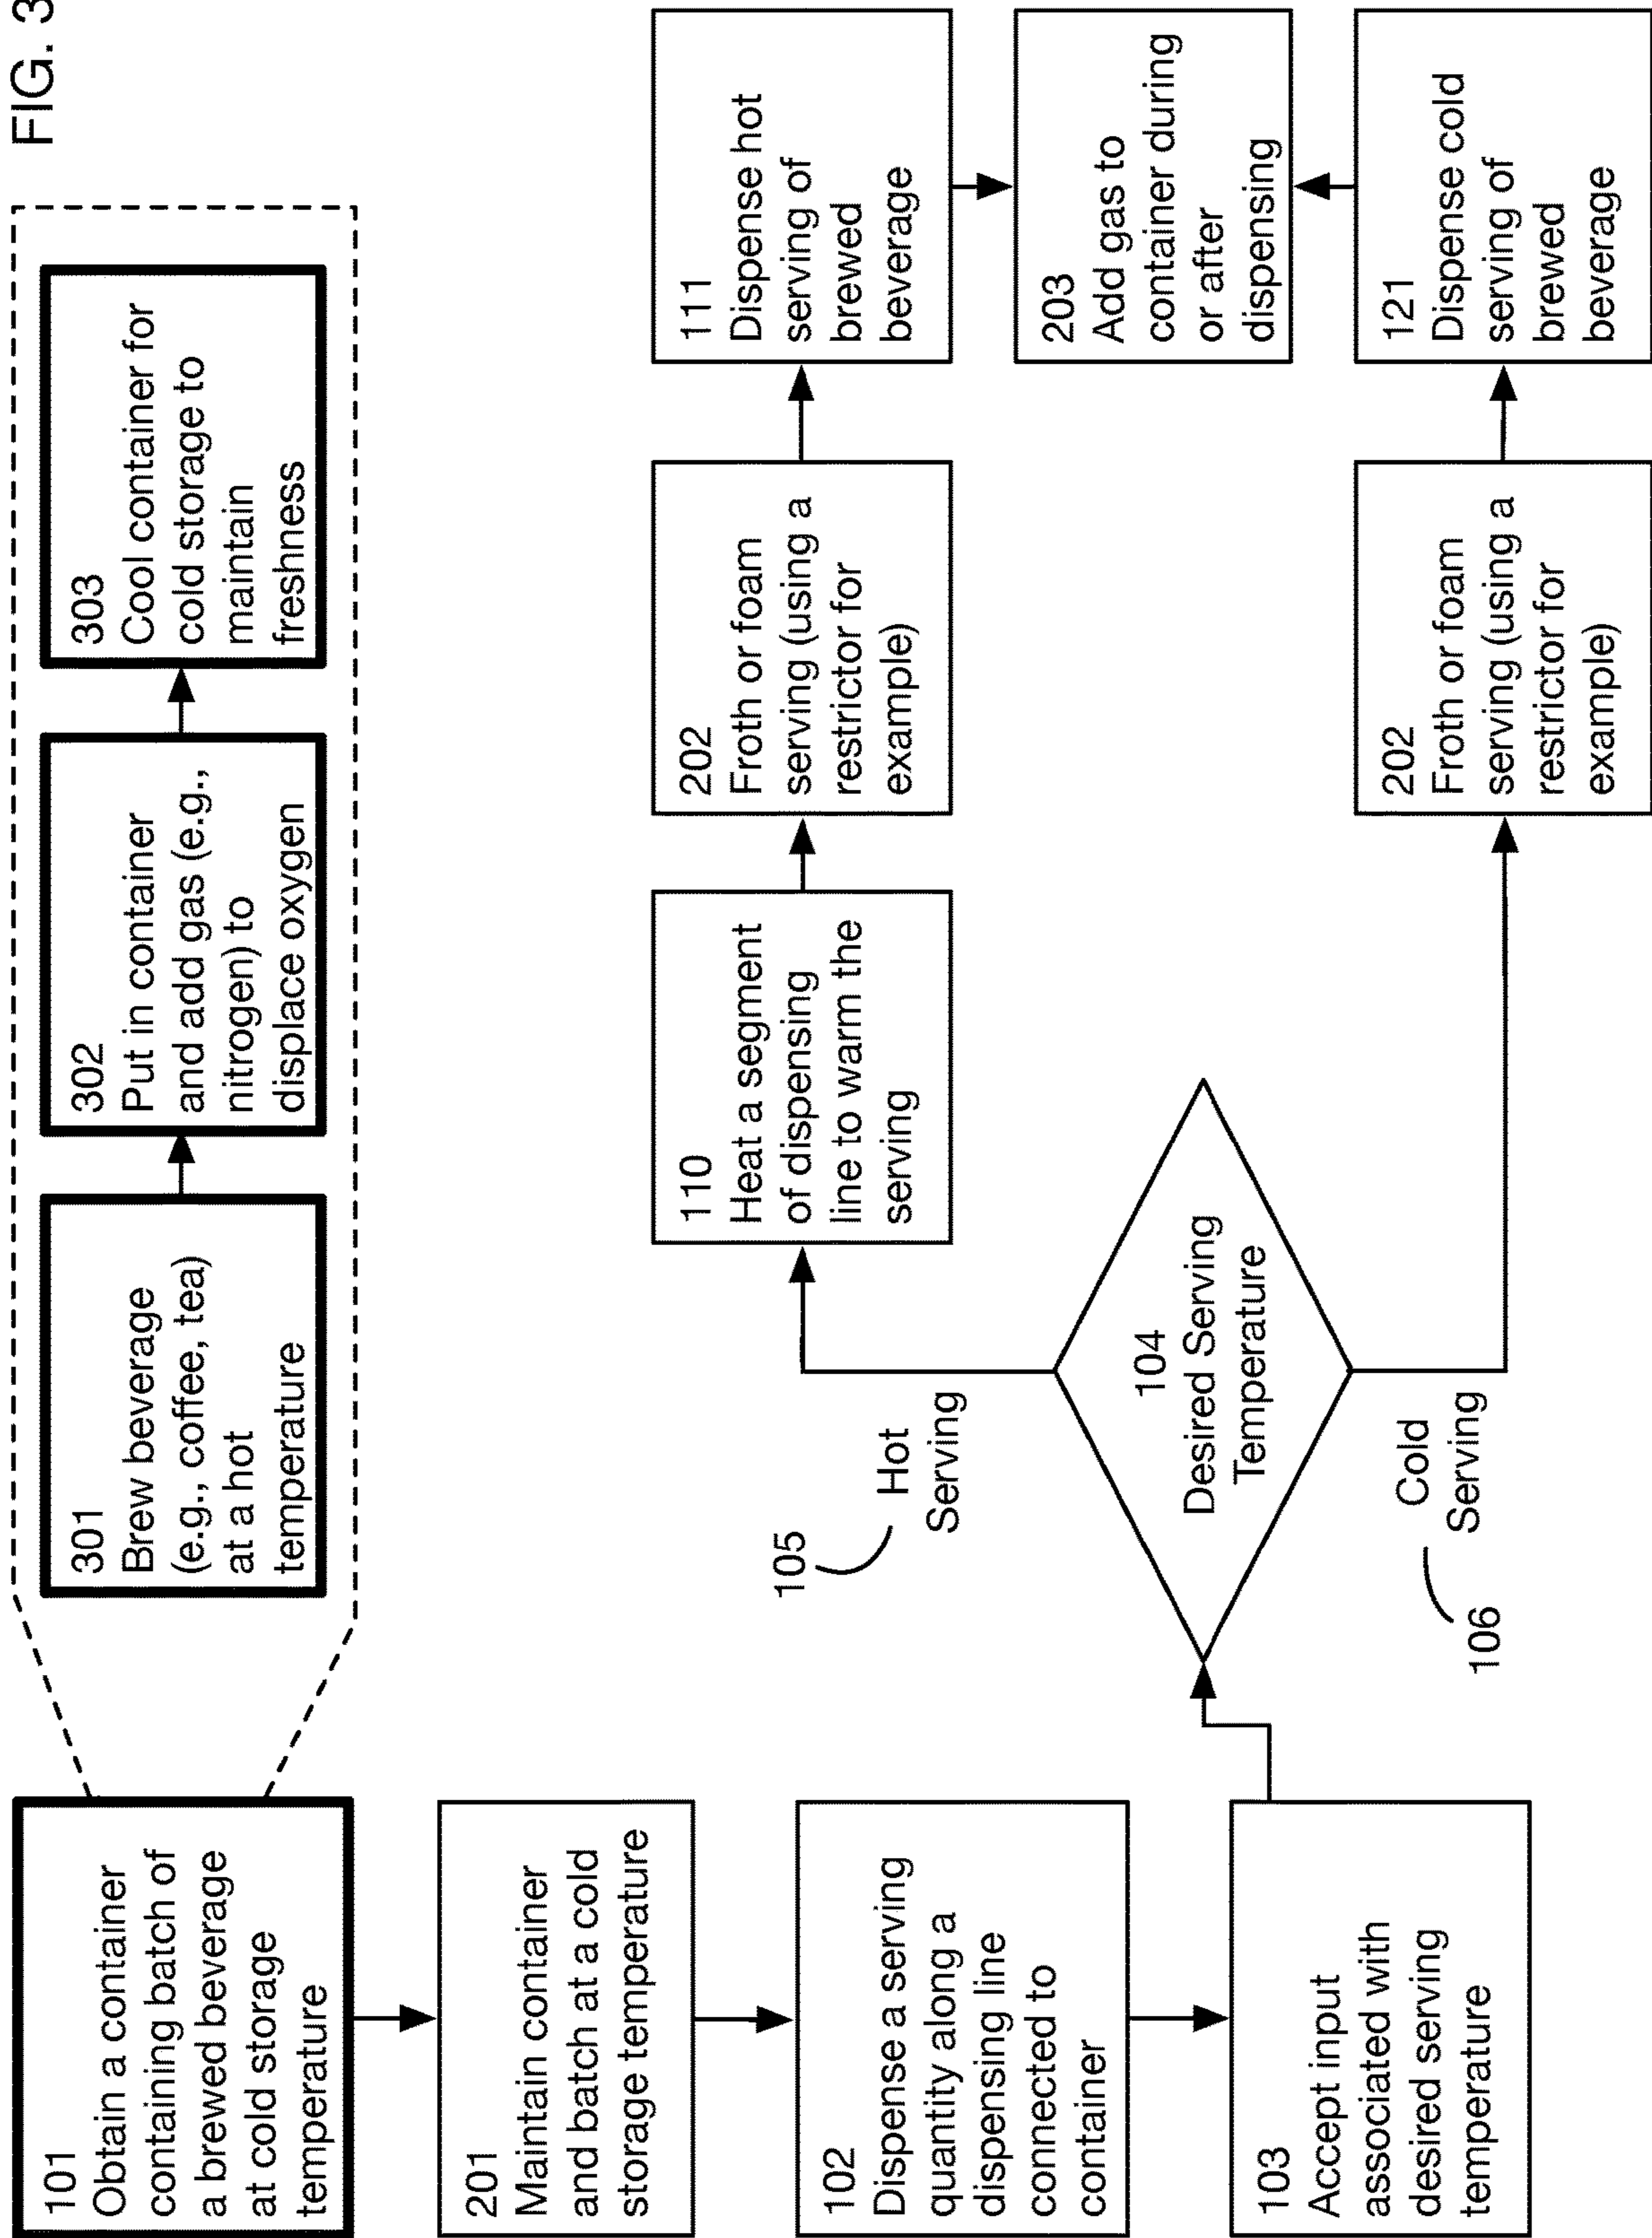 FIG. 3
101
Obtain a container
containing batch of
a brewed beverage
at cold storage
temperature
301
Brew beverage
(e.g., coffee, tea)
at a hot
temperature
302
Put in container
and add gas (e.g.,
nitrogen) to
displace oxygen
303
Cool container for
cold storage to
maintain
freshness
201
Maintain container
and batch at a cold
storage temperature
102
Dispense a serving
quantity along a
dispensing line
connected to
container
103
Accept input
associated with
desired serving
temperature
104
Desired Serving
Temperature
105
Hot
Serving
106
Cold
Serving
110
Heat a segment
of dispensing
line to warm the
serving
202
Froth or foam
serving (using a
restrictor for
example)
111
Dispense hot
serving of
brewed
beverage
203
Add gas to
container during
or after
dispensing
202
Froth or foam
serving (using a
restrictor for
example)
121
Dispense cold
serving of
brewed
beverage